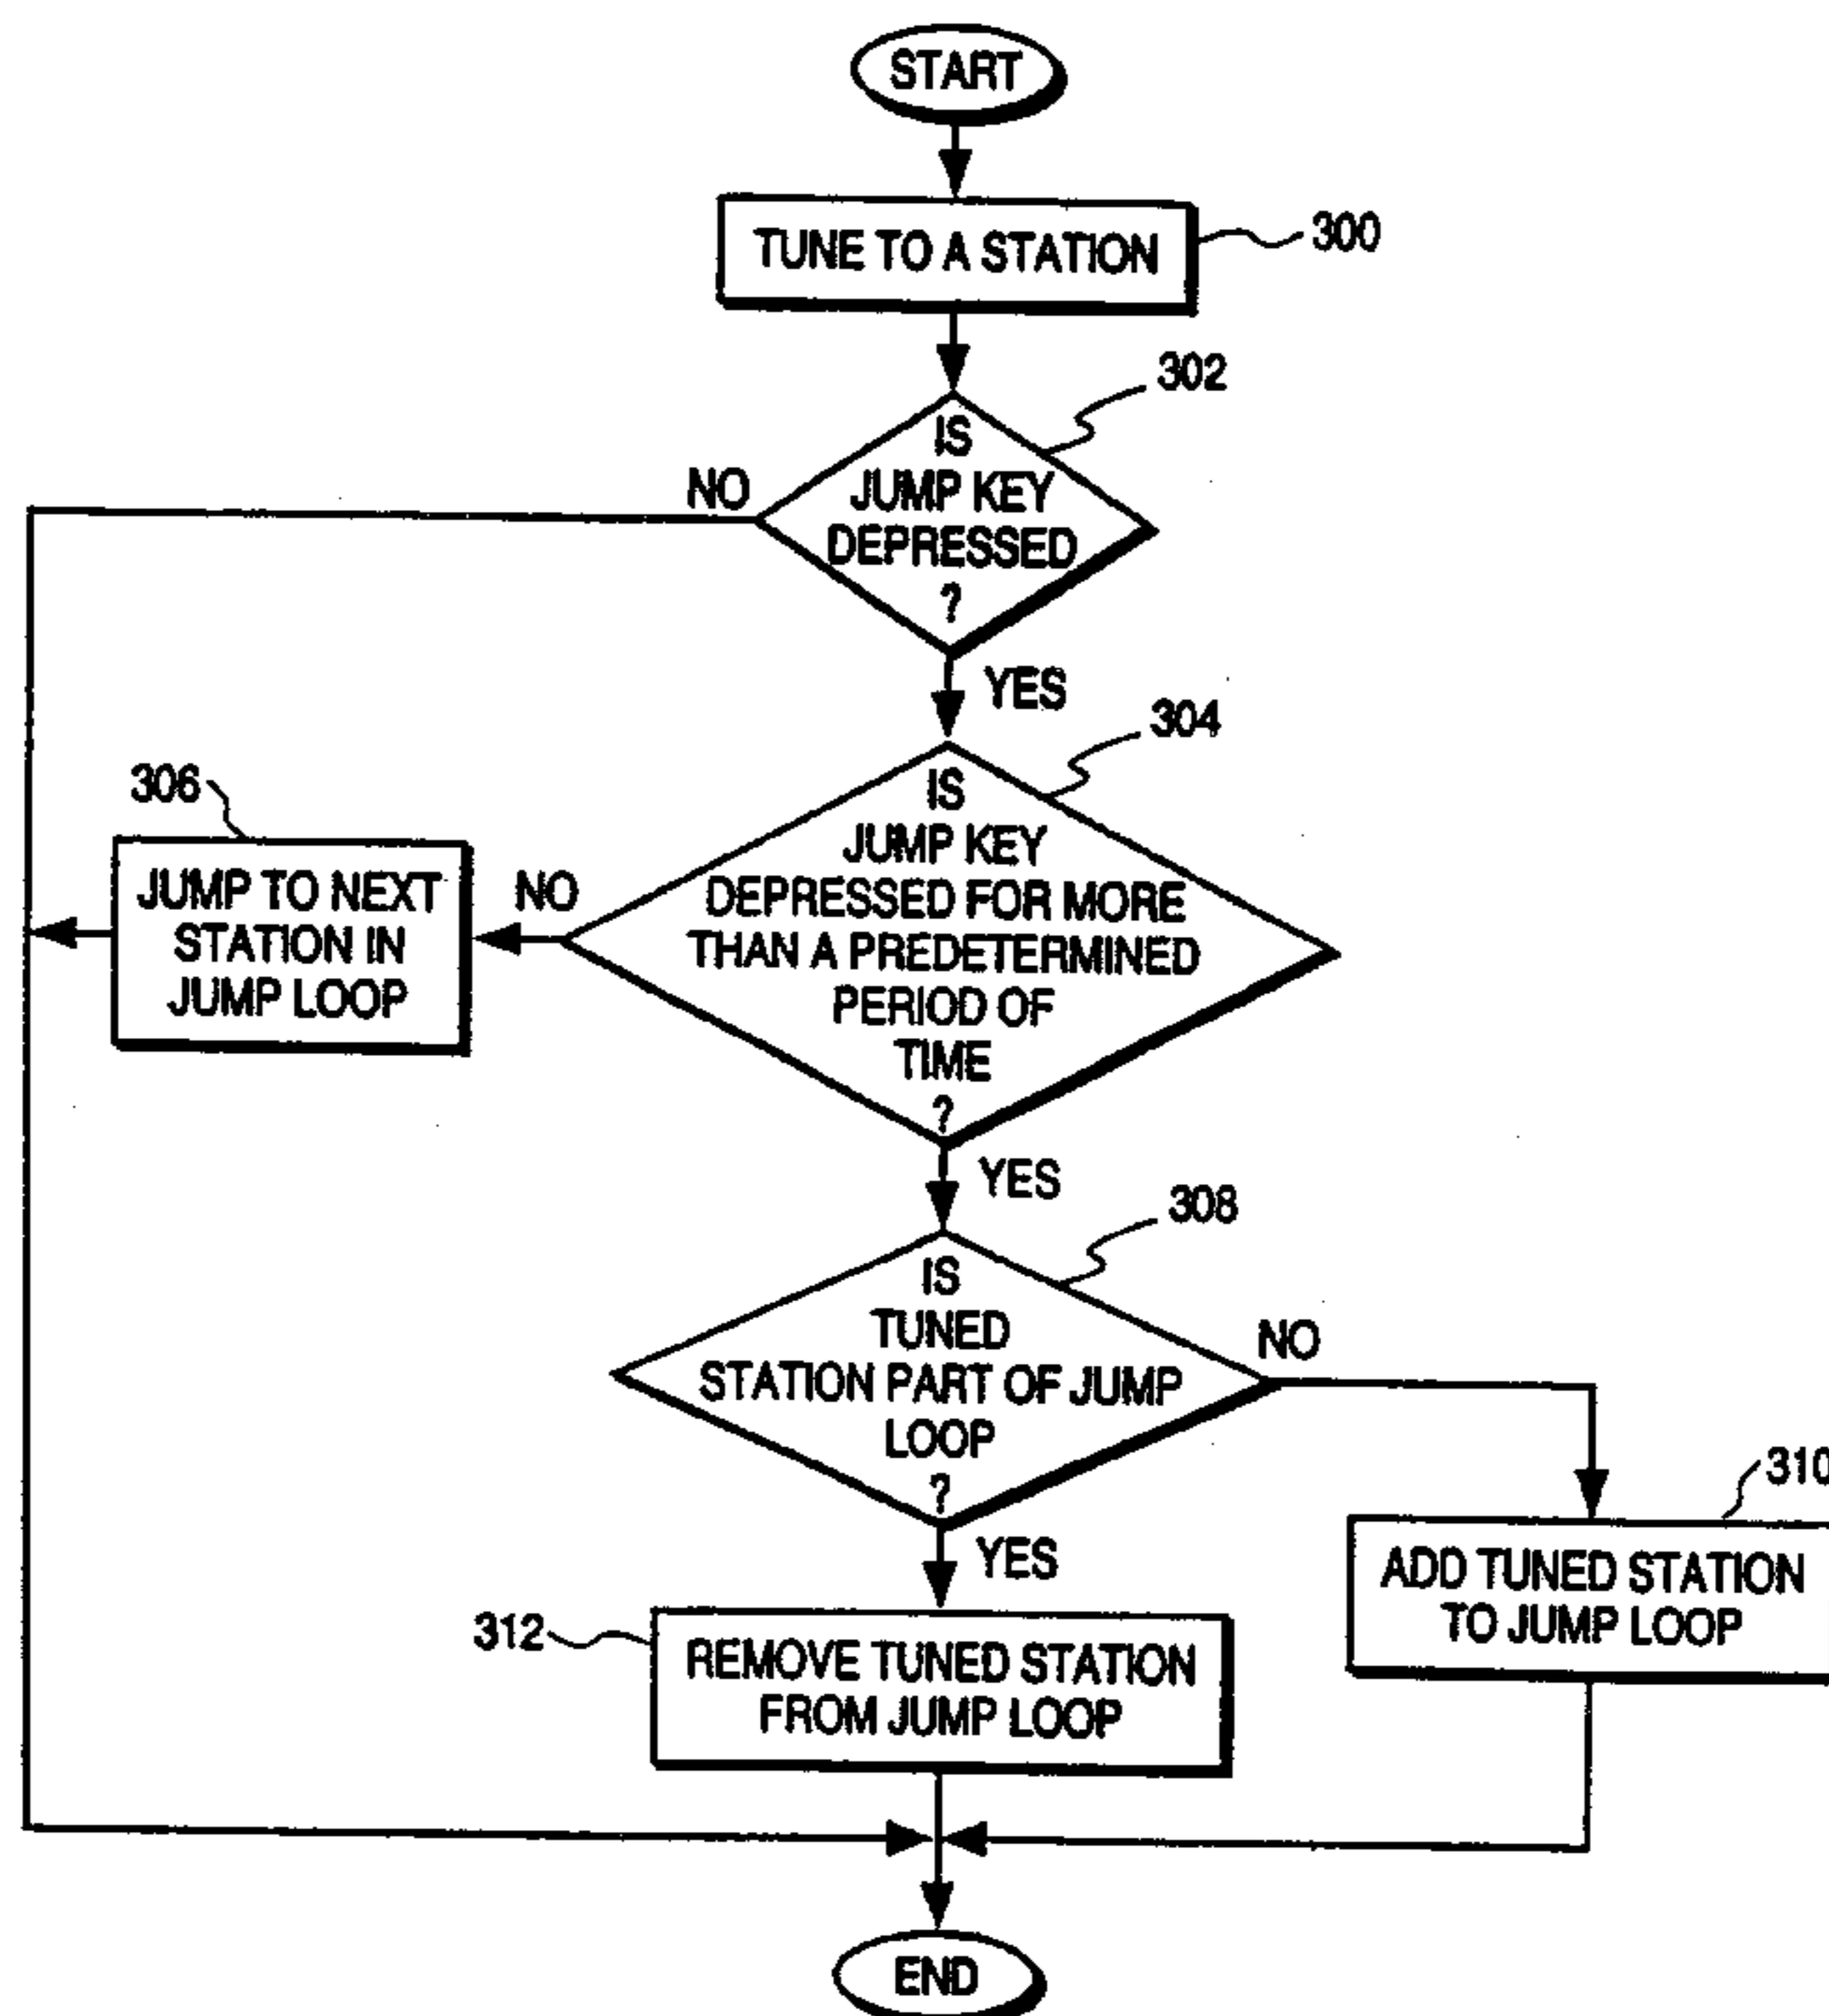 START
TUNE TO A STATION
300
302
IS
JUMP KEY
DEPRESSED
?
NO
YES
304
IS
JUMP KEY
DEPRESSED FOR MORE
THAN A PREDETERMINED
PERIOD OF
TIME
?
NO
306
JUMP TO NEXT
STATION IN
JUMP LOOP
YES
308
IS
TUNED
STATION PART OF JUMP
LOOP
?
NO
310
ADD TUNED STATION
TO JUMP LOOP
YES
312
REMOVE TUNED STATION
FROM JUMP LOOP
END